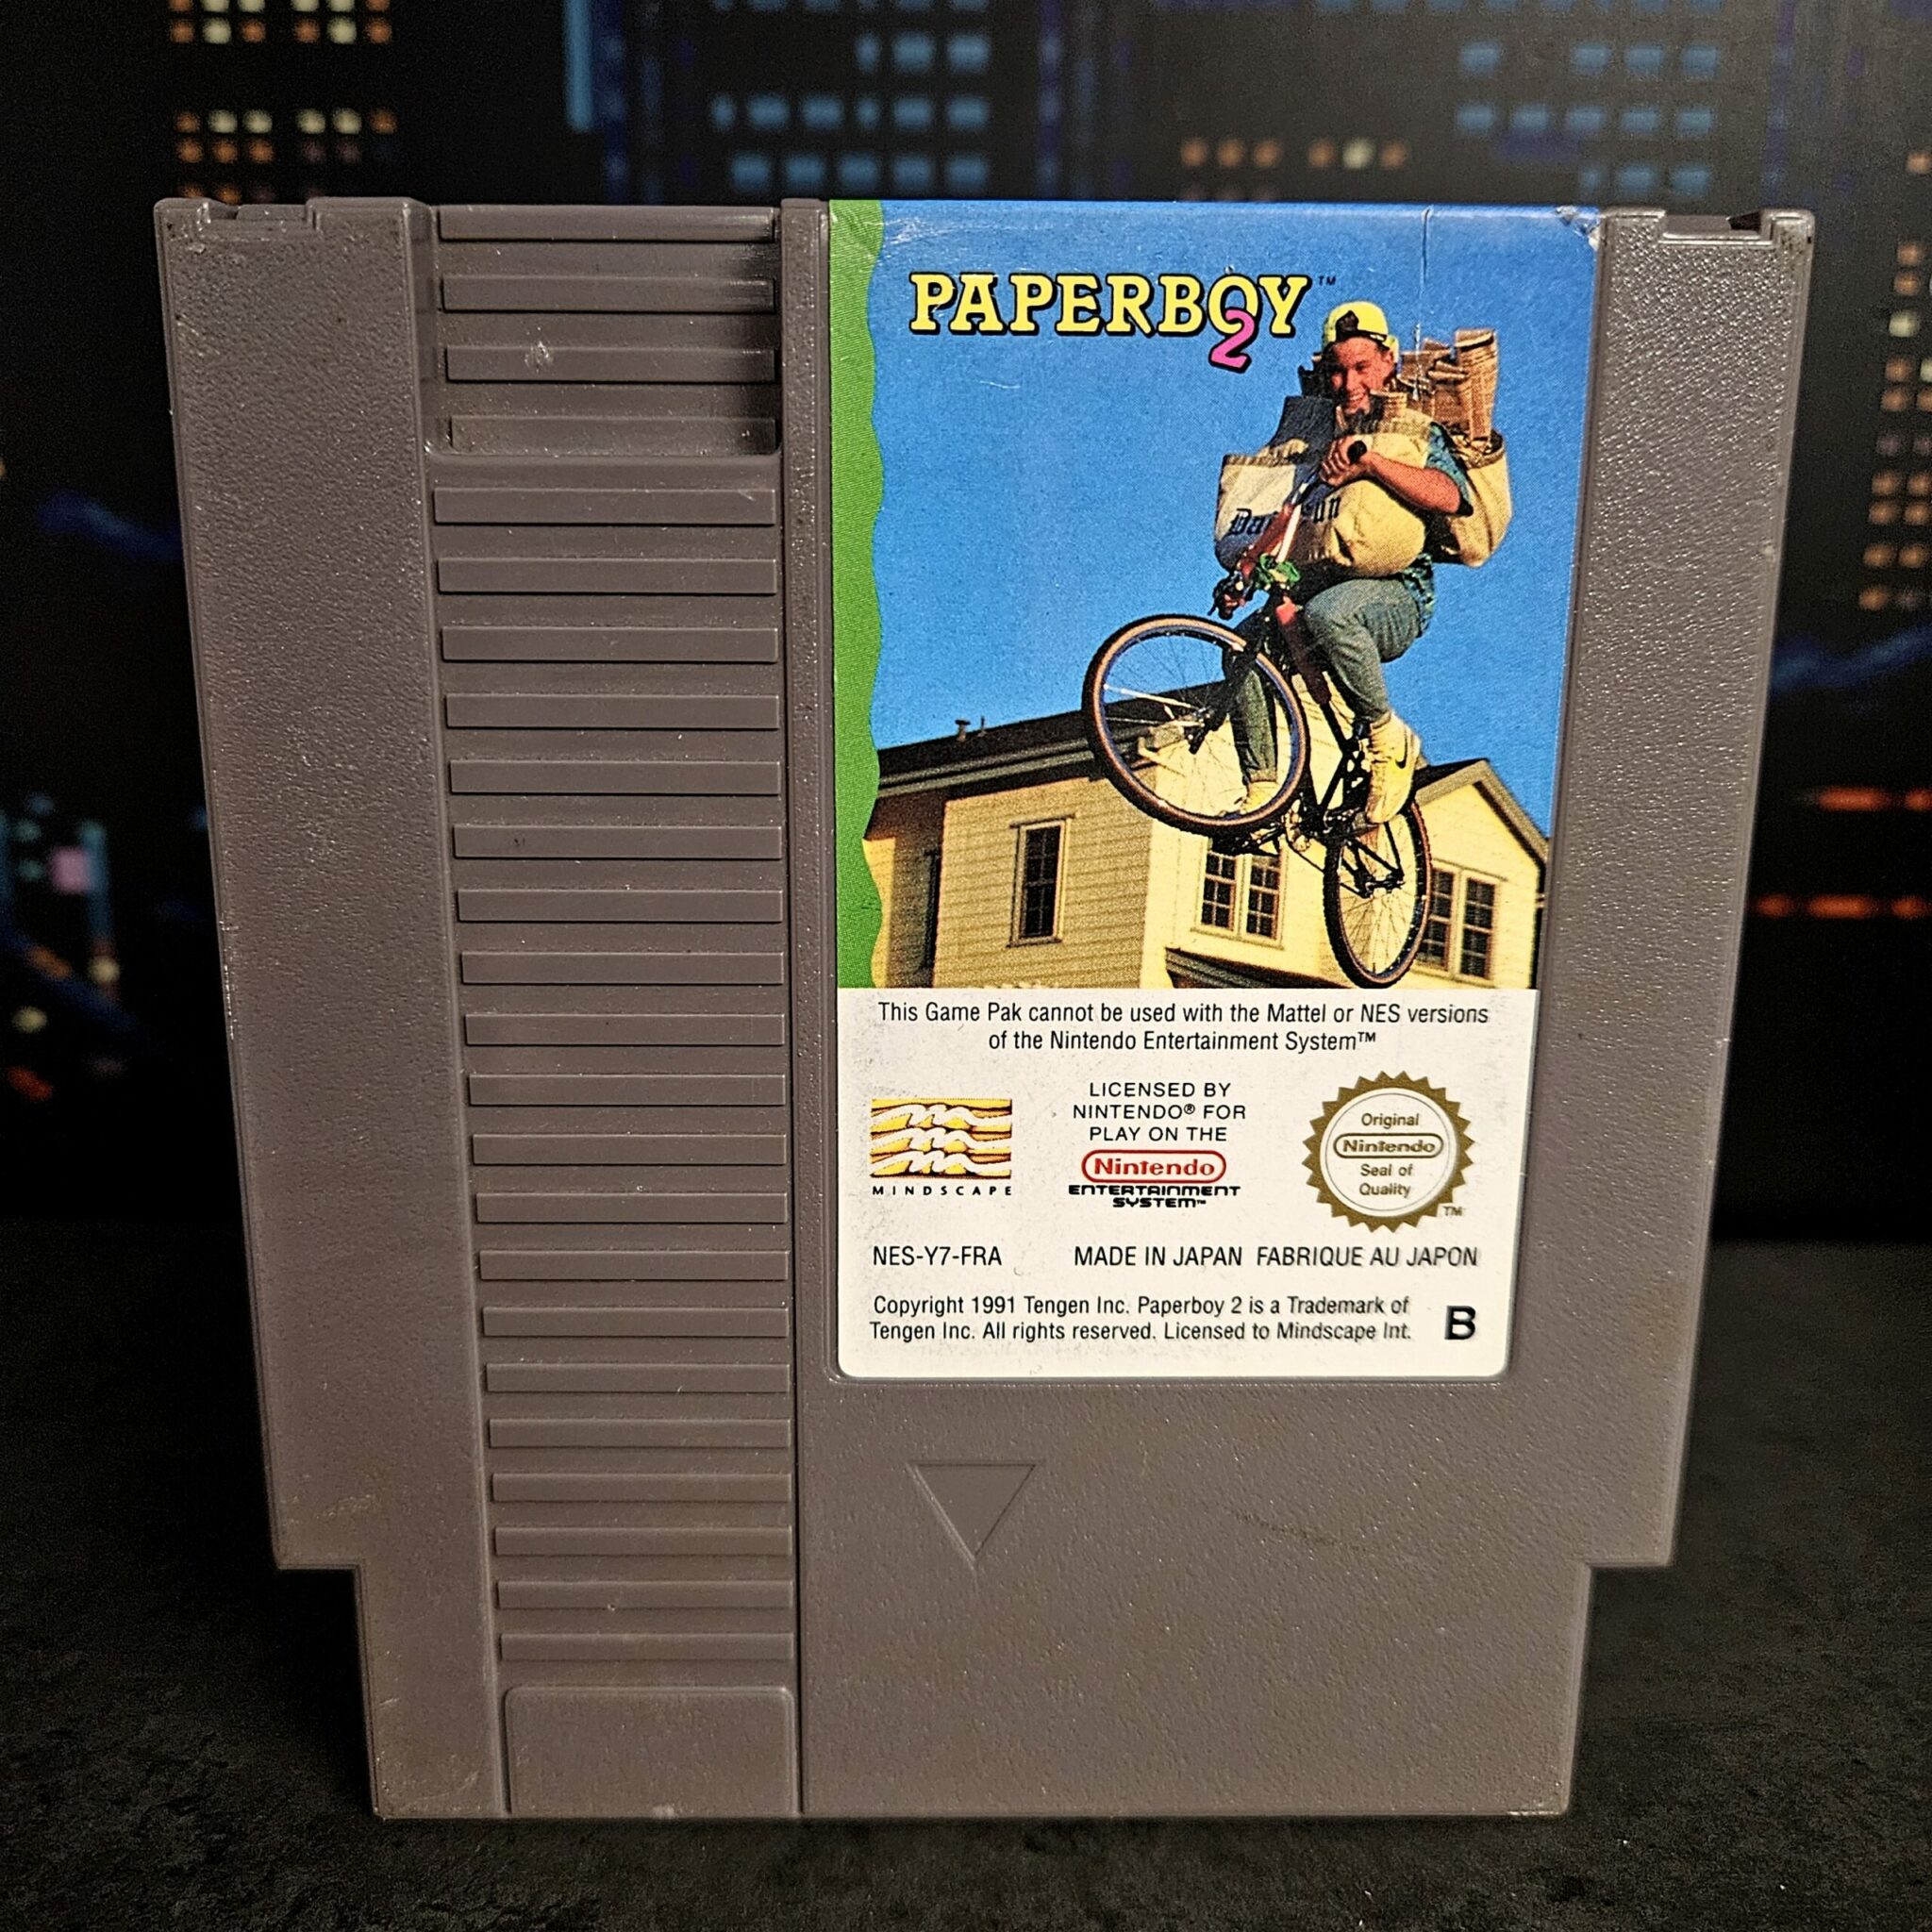 PAPERBOY™
2
This Game Pak cannot be used with the Mattel or NES versions
of the Nintendo Entertainment System™
MINDSCAPE
LICENSED BY
NINTENDO® FOR
PLAY ON THE
Nintendo
ENTERTAINMENT
SYSTEM™
Original
Nintendo
Seal of
Quality
TM
NES-Y7-FRA
MADE IN JAPAN FABRIQUE AU JAPON
Copyright 1991 Tengen Inc. Paperboy 2 is a Trademark of
Tengen Inc. All rights reserved. Licensed to Mindscape Int.
B